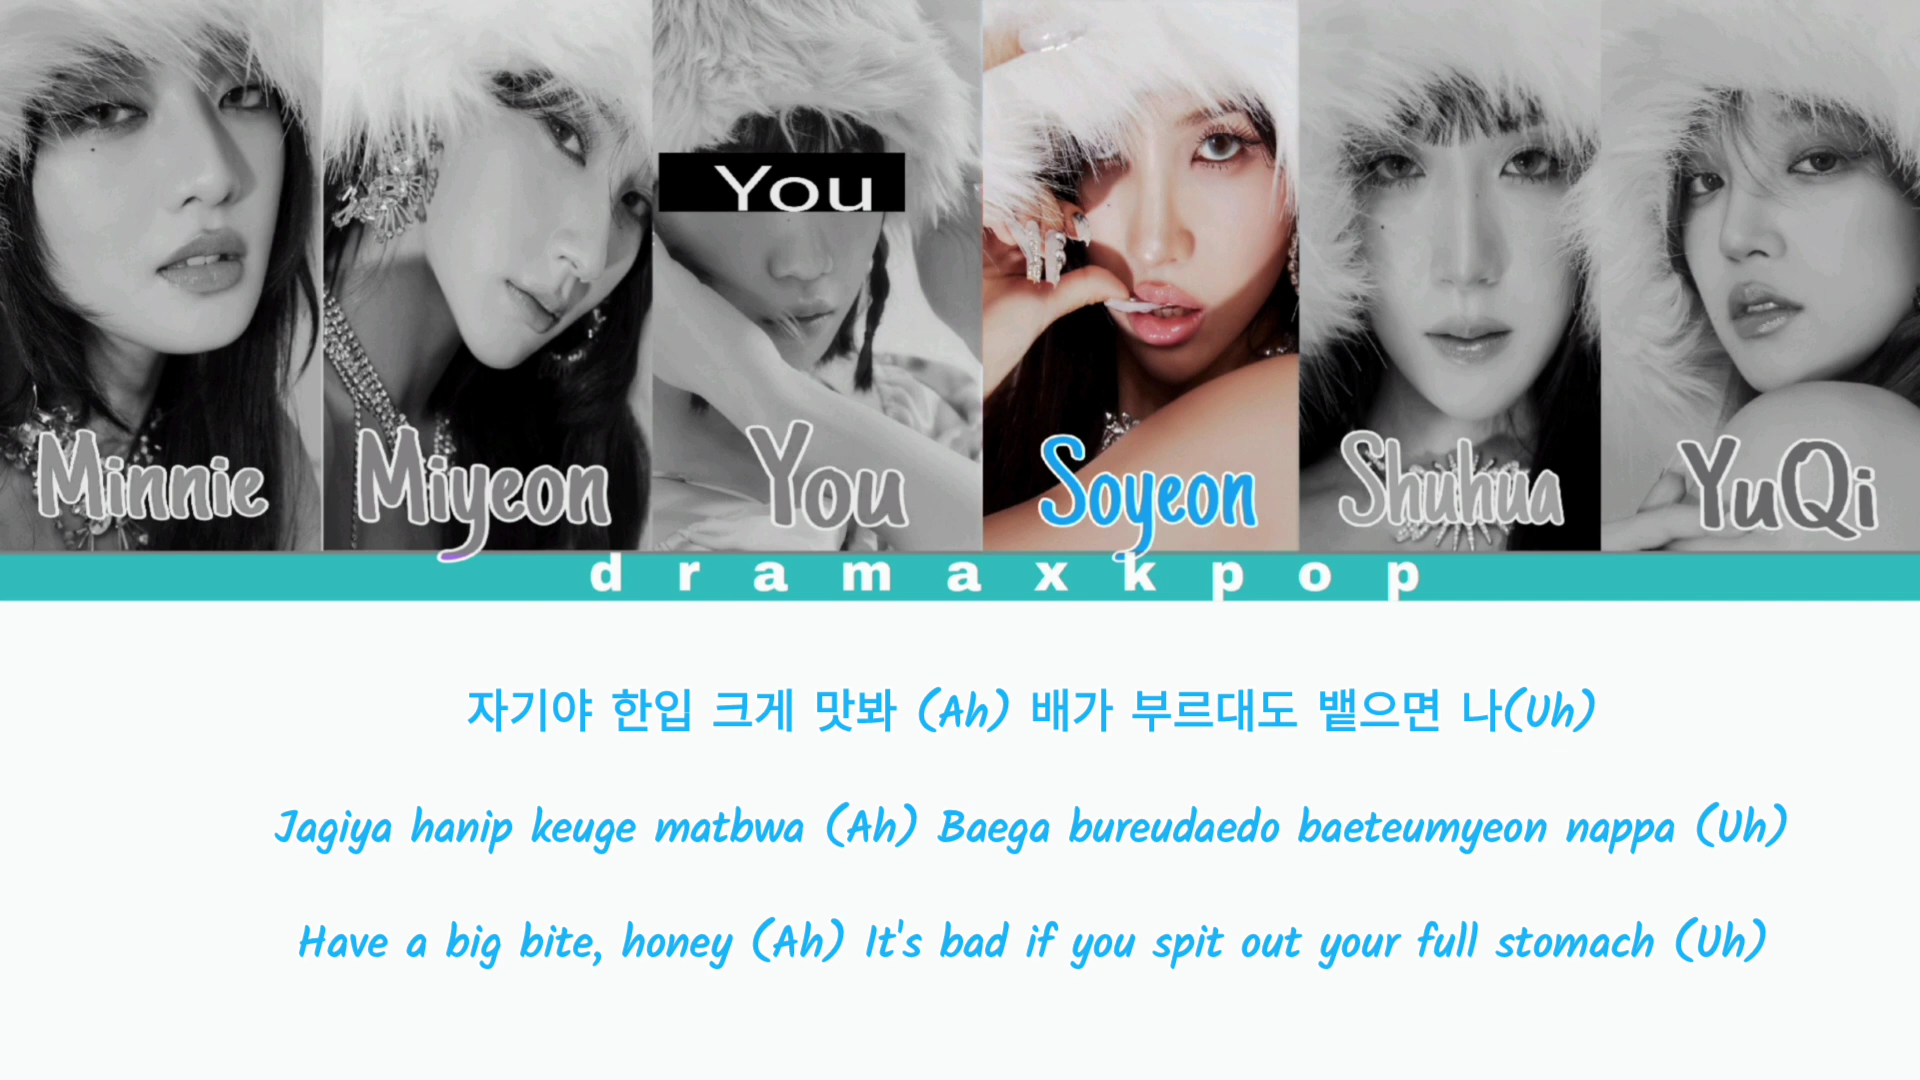 You
Minnie Miyeon You Soyeon Shuhua YuQi
dramaxkpop
자기야 한입 크게 맛봐 (Ah) 배가 부르대도 뱉으면 나(Uh)
Jagiya hanip keuge matbwa (Ah) Baega bureudaedo baeteumyeon nappa (Uh)
Have a big bite, honey (Ah) It's bad if you spit out your full stomach (Uh)